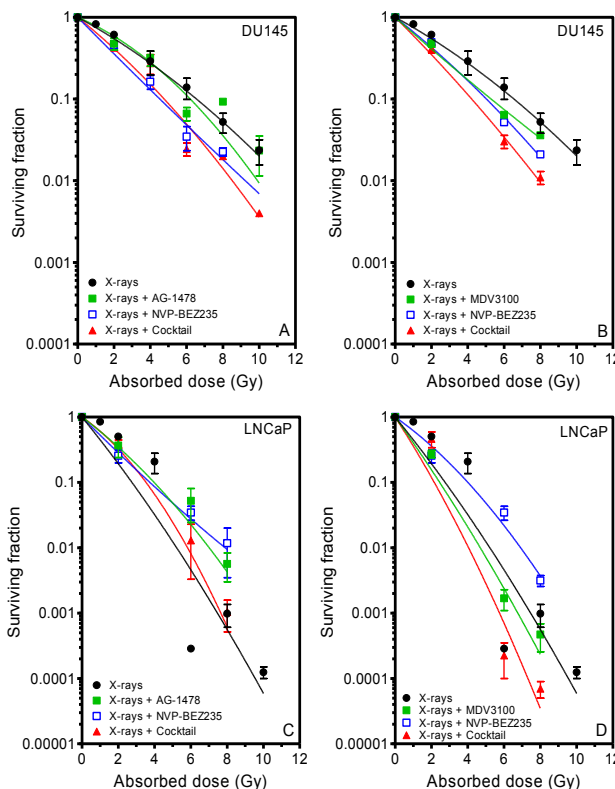 DU145
1
0.1
0.01
0.001
0.0001
Surviving fraction
X-rays
X-rays + AG-1478
X-rays + NVP-BEZ235
X-rays + Cocktail
A
0 2 4 6 8 10 12
Absorbed dose (Gy)
DU145
1
0.1
0.01
0.001
0.0001
Surviving fraction
X-rays
X-rays + MDV3100
X-rays + NVP-BEZ235
X-rays + Cocktail
B
0 2 4 6 8 10 12
Absorbed dose (Gy)
LNCaP
1
0.1
0.01
0.001
0.0001
0.00001
Surviving fraction
X-rays
X-rays + AG-1478
X-rays + NVP-BEZ235
X-rays + Cocktail
C
0 2 4 6 8 10 12
Absorbed dose (Gy)
LNCaP
1
0.1
0.01
0.001
0.0001
0.00001
Surviving fraction
X-rays
X-rays + MDV3100
X-rays + NVP-BEZ235
X-rays + Cocktail
D
0 2 4 6 8 10 12
Absorbed dose (Gy)